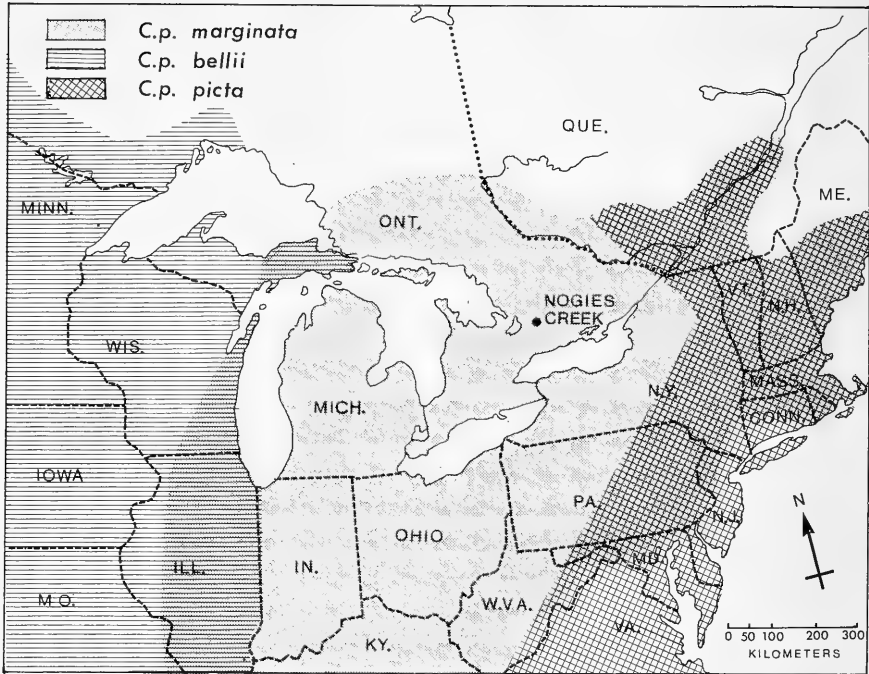 C.p. marginata
C.p. bellii
C.p. picta
QUE.
ME.
MINN.
ONT.
NOGIES
CREEK
VT.
N.H.
WIS.
MASS.
N.Y.
CONN.
MICH.
IOWA
PA.
N
OHIO
N.J.
ILL.
IN.
MD.
M.O.
W.VA.
VA.
KY.
0 50 100 200 300
KILOMETERS